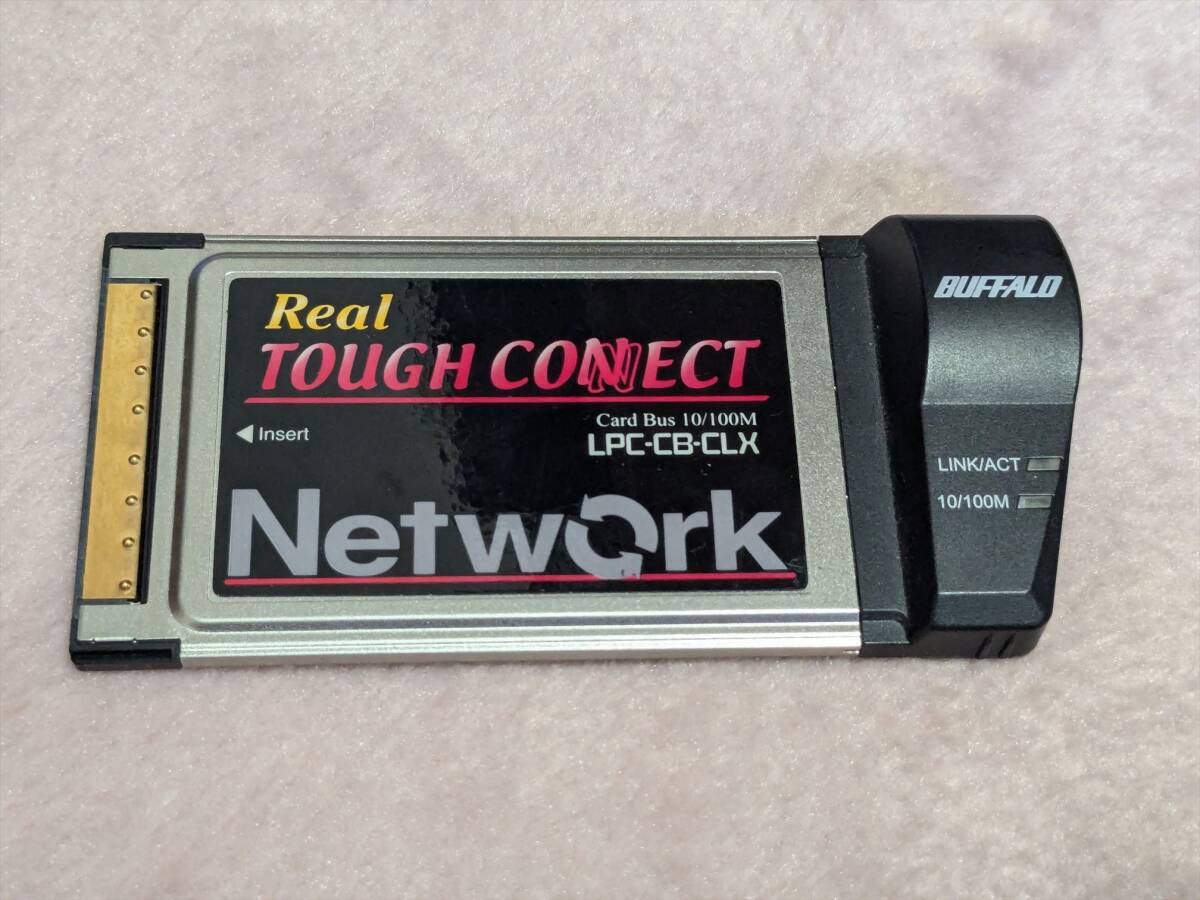 Real
TOUGH CONNECT
Card Bus 10/100M
LPC-CB-CLX
Insert
Network
BUFFALO
LINK/ACT
10/100M